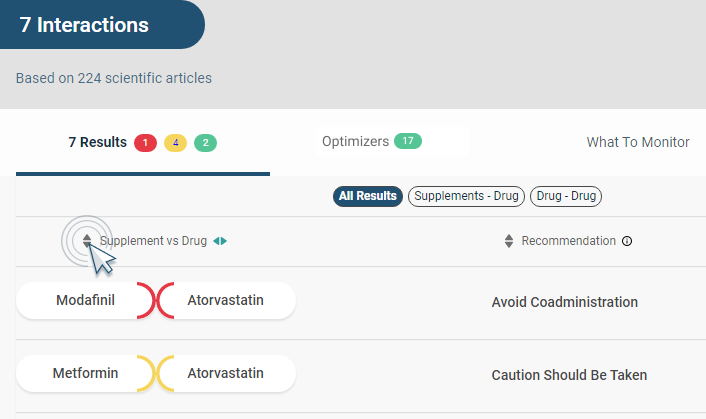 7 Interactions
Based on 224 scientific articles
7 Results 1 4 2 Optimizers 17 What To Monitor
All Results Supplements - Drug Drug - Drug
Supplement vs Drug Recommendation
Modafinil Atorvastatin Avoid Coadministration
Metformin Atorvastatin Caution Should Be Taken